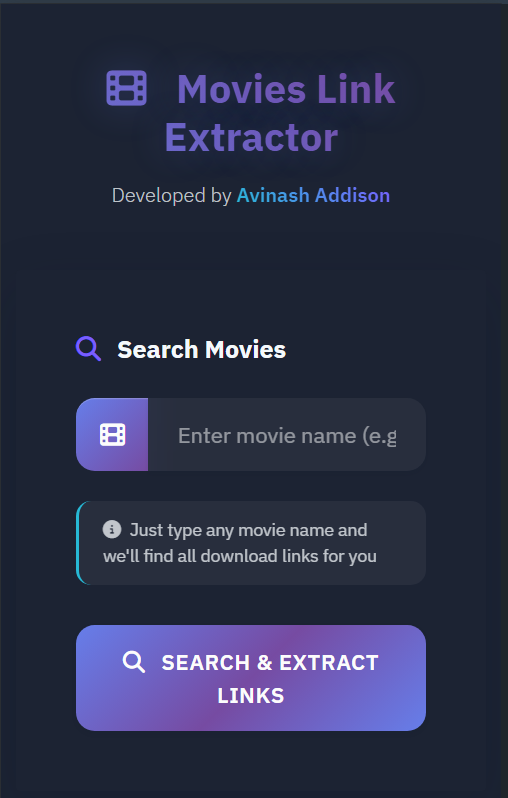 Movies Link
Extractor
Developed by Avinash Addison
Search Movies
Enter movie name (e.g
Just type any movie name and
we'll find all download links for you
SEARCH & EXTRACT
LINKS